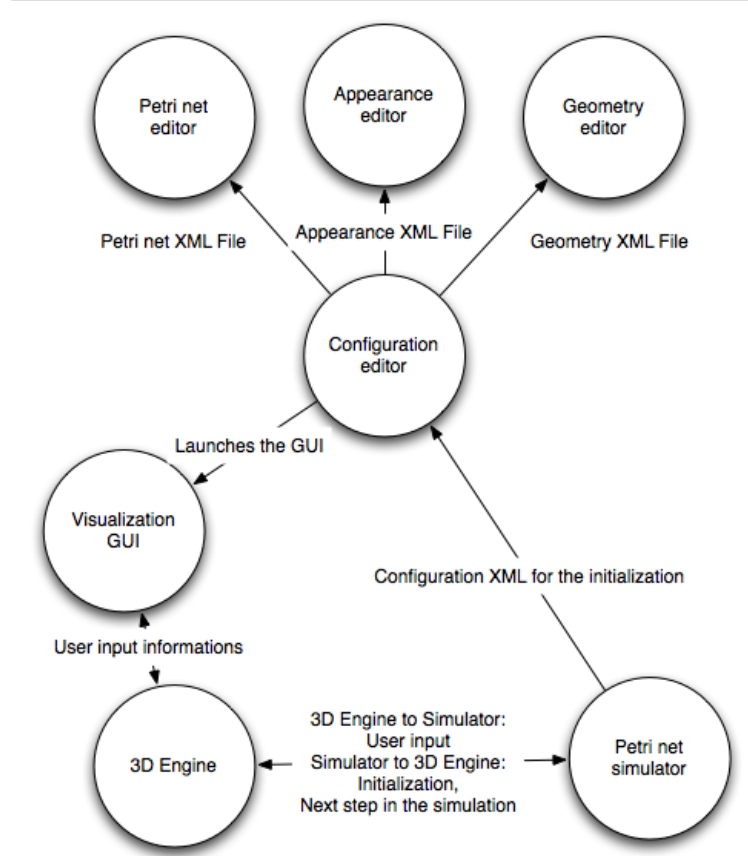 Petri net
editor
Appearance
editor
Geometry
editor
Petri net XML File
Appearance XML File
Geometry XML File
Configuration
editor
Launches the GUI
Visualization
GUI
Configuration XML for the initialization
User input informations
3D Engine
3D Engine to Simulator:
User input
Simulator to 3D Engine:
Initialization,
Next step in the simulation
Petri net
simulator